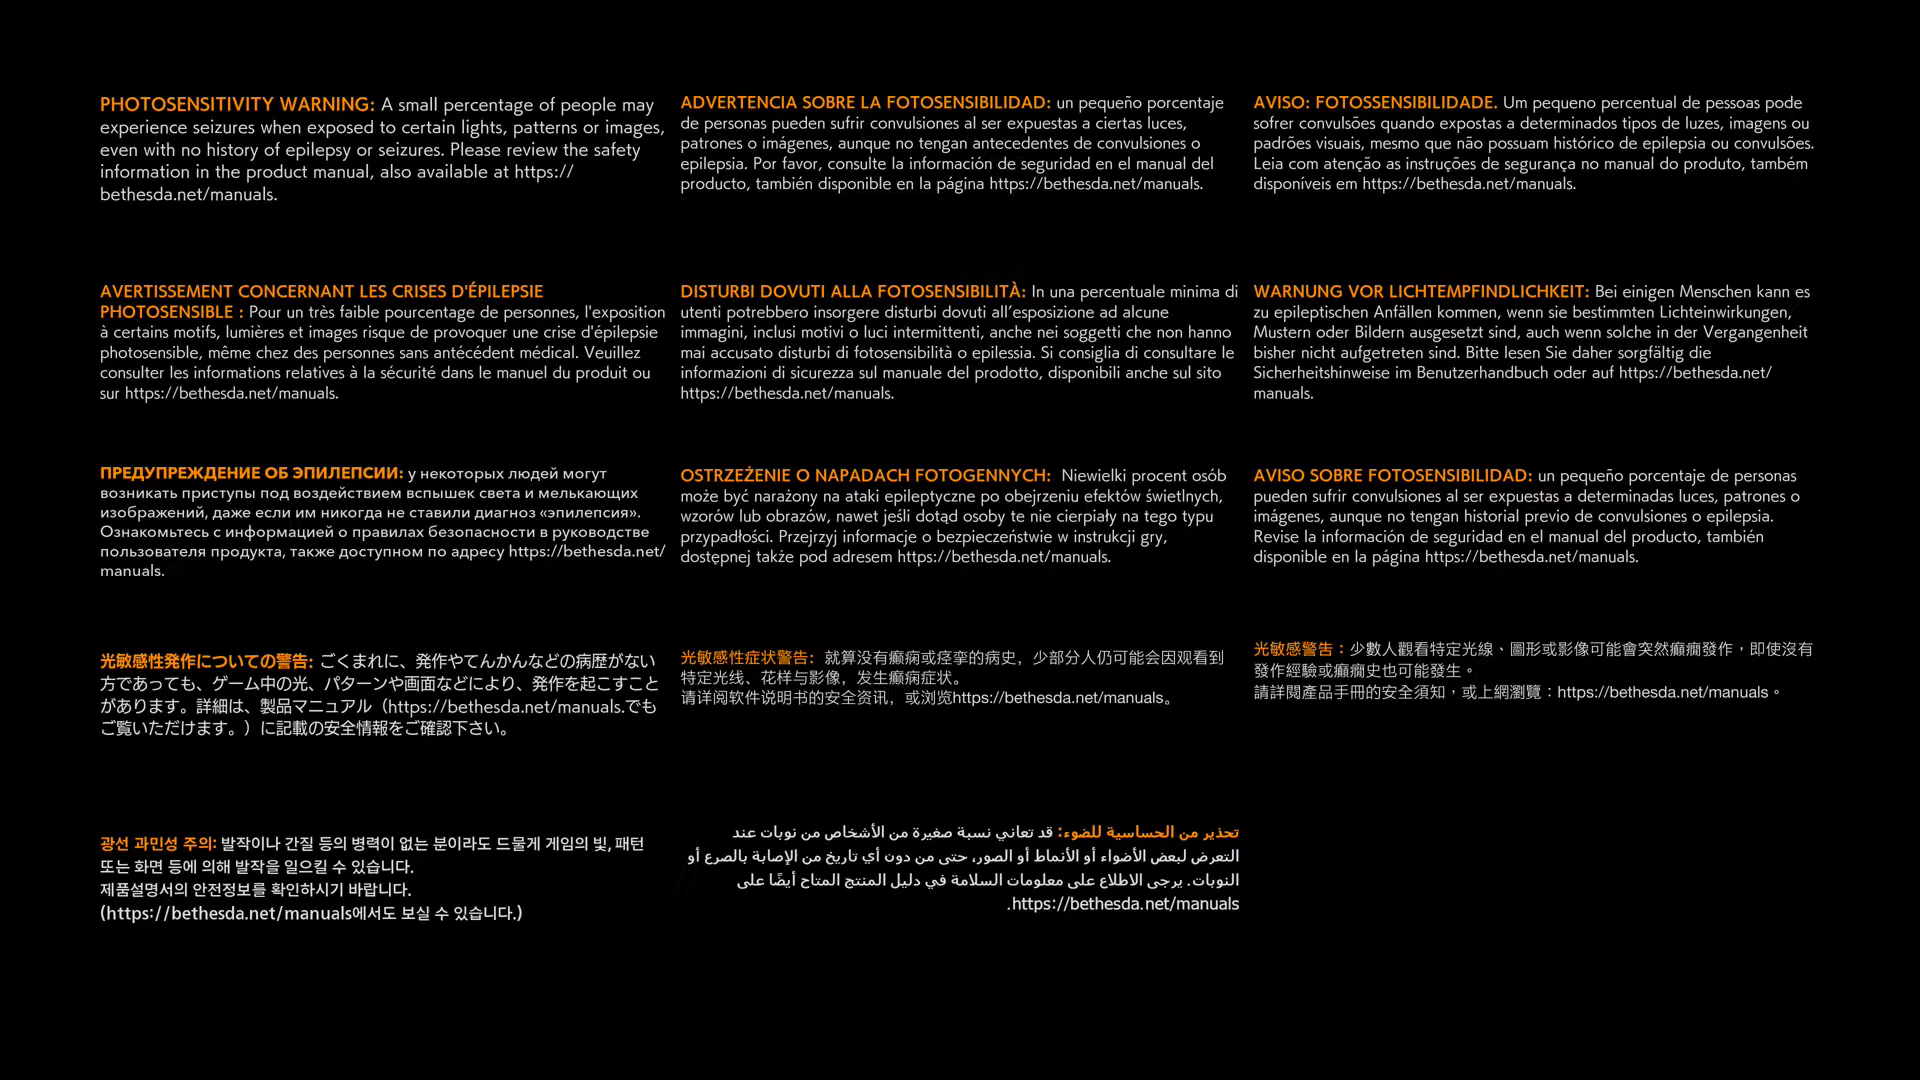 PHOTOSENSITIVITY WARNING: A small percentage of people may
experience seizures when exposed to certain lights, patterns or images,
even with no history of epilepsy or seizures. Please review the safety
information in the product manual, also available at https://
bethesda.net/manuals.
ADVERTENCIA SOBRE LA FOTOSENSIBILIDAD: un pequeño porcentaje
de personas pueden sufrir convulsiones al ser expuestas a ciertas luces,
patrones o imágenes, aunque no tengan antecedentes de convulsiones o
epilepsia. Por favor, consulte la información de seguridad en el manual del
producto, también disponible en la página https://bethesda.net/manuals.
AVISO: FOTOSSENSIBILIDADE. Um pequeno percentual de pessoas pode
sofrer convulsões quando expostas a determinados tipos de luzes, imagens ou
padrões visuais, mesmo que não possuam histórico de epilepsia ou convulsões.
Leia com atenção as instruções de segurança no manual do produto, também
disponíveis em https://bethesda.net/manuals.
AVERTISSEMENT CONCERNANT LES CRISES D'ÉPILEPSIE
PHOTOSENSIBLE : Pour un très faible pourcentage de personnes, l'exposition
à certains motifs, lumières et images risque de provoquer une crise d'épilepsie
photosensible, même chez des personnes sans antécédent médical. Veuillez
consulter les informations relatives à la sécurité dans le manuel du produit ou
sur https://bethesda.net/manuals.
DISTURBI DOVUTI ALLA FOTOSENSIBILITÀ: In una percentuale minima di
utenti potrebbero insorgere disturbi dovuti all’esposizione ad alcune
immagini, inclusi motivi o luci intermittenti, anche nei soggetti che non hanno
mai accusato disturbi di fotosensibilità o epilessia. Si consiglia di consultare le
informazioni di sicurezza sul manuale del prodotto, disponibili anche sul sito
https://bethesda.net/manuals.
WARNUNG VOR LICHTEMPFINDLICHKEIT: Bei einigen Menschen kann es
zu epileptischen Anfällen kommen, wenn sie bestimmten Lichteinwirkungen,
Mustern oder Bildern ausgesetzt sind, auch wenn solche in der Vergangenheit
bisher nicht aufgetreten sind. Bitte lesen Sie daher sorgfältig die
Sicherheitshinweise im Benutzerhandbuch oder auf https://bethesda.net/
manuals.
ПРЕДУПРЕЖДЕНИЕ ОБ ЭПИЛЕПСИИ: у некоторых людей могут
возникать приступы под воздействием вспышек света и мелькающих
изображений, даже если им никогда не ставили диагноз «эпилепсия».
Ознакомьтесь с информацией о правилах безопасности в руководстве
пользователя продукта, также доступном по адресу https://bethesda.net/
manuals.
OSTRZEŻENIE O NAPADACH FOTOGENNYCH: Niewielki procent osób
może być narażony na ataki epileptyczne po obejrzeniu efektów świetlnych,
wzorów lub obrazów, nawet jeśli dotąd osoby te nie cierpiały na tego typu
przypadłości. Przejrzyj informacje o bezpieczeństwie w instrukcji gry,
dostępnej także pod adresem https://bethesda.net/manuals.
AVISO SOBRE FOTOSENSIBILIDAD: un pequeño porcentaje de personas
pueden sufrir convulsiones al ser expuestas a determinadas luces, patrones o
imágenes, aunque no tengan historial previo de convulsiones o epilepsia.
Revise la información de seguridad en el manual del producto, también
disponible en la página https://bethesda.net/manuals.
光敏感性発作についての警告: ごくまれに、発作やてんかんなどの病歴がない
方であっても、ゲーム中の光、パターンや画面などにより、発作を起こすこと
があります。詳細は、製品マニュアル（https://bethesda.net/manuals.でも
ご覧いただけます。）に記載の安全情報をご確認下さい。
光敏感性症状警告: 就算没有癫痫或痉挛的病史，少部分人仍可能会因观看到
特定光线、花样与影像，发生癫痫症状。
请详阅软件说明书的安全资讯，或浏览https://bethesda.net/manuals。
光敏感警告：少數人觀看特定光線、圖形或影像可能會突然癲癇發作，即使沒有
發作經驗或癲癇史也可能發生。
請詳閱產品手冊的安全須知，或上網瀏覽：https://bethesda.net/manuals。
광선 과민성 주의: 발작이나 간질 등의 병력이 없는 분이라도 드물게 게임의 빛, 패턴
또는 화면 등에 의해 발작을 일으킬 수 있습니다.
제품설명서의 안전정보를 확인하시기 바랍니다.
(https://bethesda.net/manuals에서도 보실 수 있습니다.)
تحذير من الحساسية للضوء: قد تعاني نسبة صغيرة من الأشخاص من نوبات عند
التعرض لبعض الأضواء أو الأنماط أو الصور، حتى من دون أي تاريخ من الإصابة بالصرع أو
النوبات. يرجى الاطلاع على معلومات السلامة في دليل المنتج المتاح أيضًا على
https://bethesda.net/manuals.